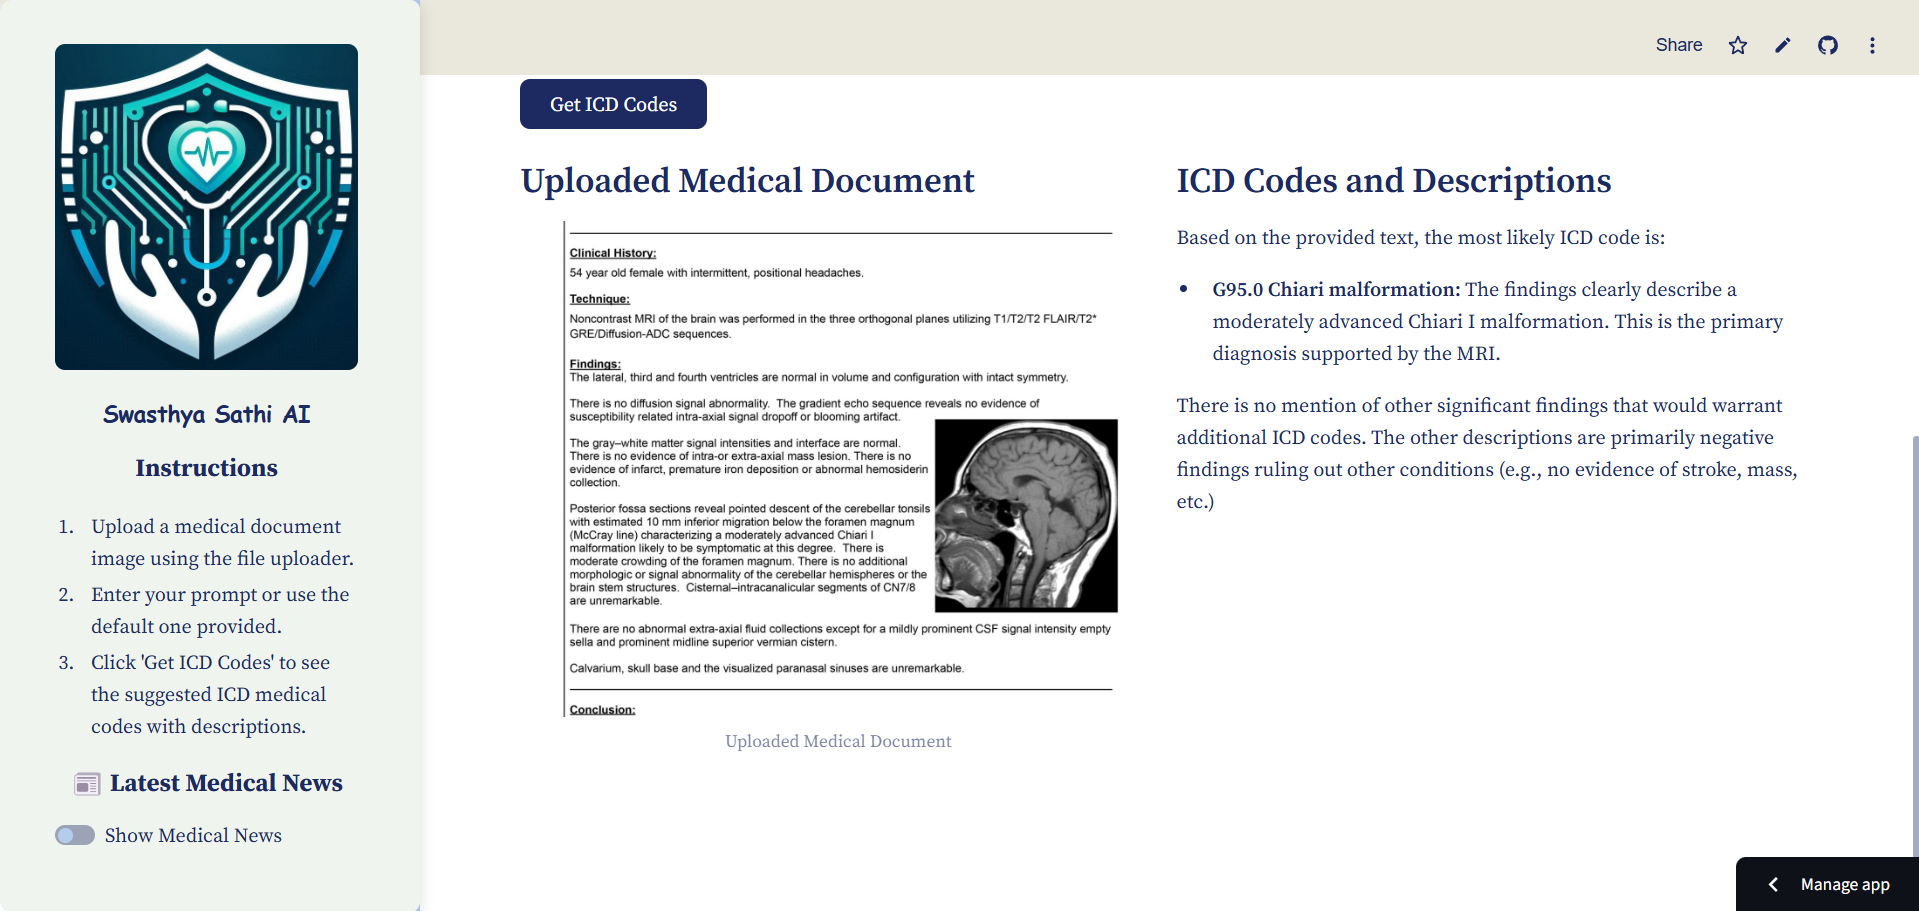 Swasthya Sathi AI
Instructions
1. Upload a medical document
image using the file uploader.
2. Enter your prompt or use the
default one provided.
3. Click 'Get ICD Codes' to see
the suggested ICD medical
codes with descriptions.
Latest Medical News
Show Medical News
Share
Get ICD Codes
Uploaded Medical Document
Clinical History:
54 year old female with intermittent, positional headaches.
Technique:
Noncontrast MRI of the brain was performed in the three orthogonal planes utilizing T1/T2/T2 FLAIR/T2*
GRE/Diffusion-ADC sequences.
Findings:
The lateral, third and fourth ventricles are normal in volume and configuration with intact symmetry.
There is no diffusion signal abnormality. The gradient echo sequence reveals no evidence of
susceptibility related intra-axial signal dropoff or blooming artifact.
The gray–white matter signal intensities and interface are normal.
There is no evidence of intra-or extra-axial mass lesion. There is no
evidence of infarct, premature iron deposition or abnormal hemosiderin
collection.
Posterior fossa sections reveal pointed descent of the cerebellar tonsils
with estimated 10 mm inferior migration below the foramen magnum
(McCray line) characterizing a moderately advanced Chiari I
malformation likely to be symptomatic at this degree. There is
moderate crowding of the foramen magnum. There is no additional
morphologic or signal abnormality of the cerebellar hemispheres or the
brain stem structures. Cisternal–intracanalicular segments of CN7/8
are unremarkable.
There are no abnormal extra-axial fluid collections except for a mildly prominent CSF signal intensity empty
sella and prominent midline superior vermian cistern.
Calvarium, skull base and the visualized paranasal sinuses are unremarkable.
Conclusion:
Uploaded Medical Document
ICD Codes and Descriptions
Based on the provided text, the most likely ICD code is:
• G95.0 Chiari malformation: The findings clearly describe a
moderately advanced Chiari I malformation. This is the primary
diagnosis supported by the MRI.
There is no mention of other significant findings that would warrant
additional ICD codes. The other descriptions are primarily negative
findings ruling out other conditions (e.g., no evidence of stroke, mass,
etc.)
Manage app